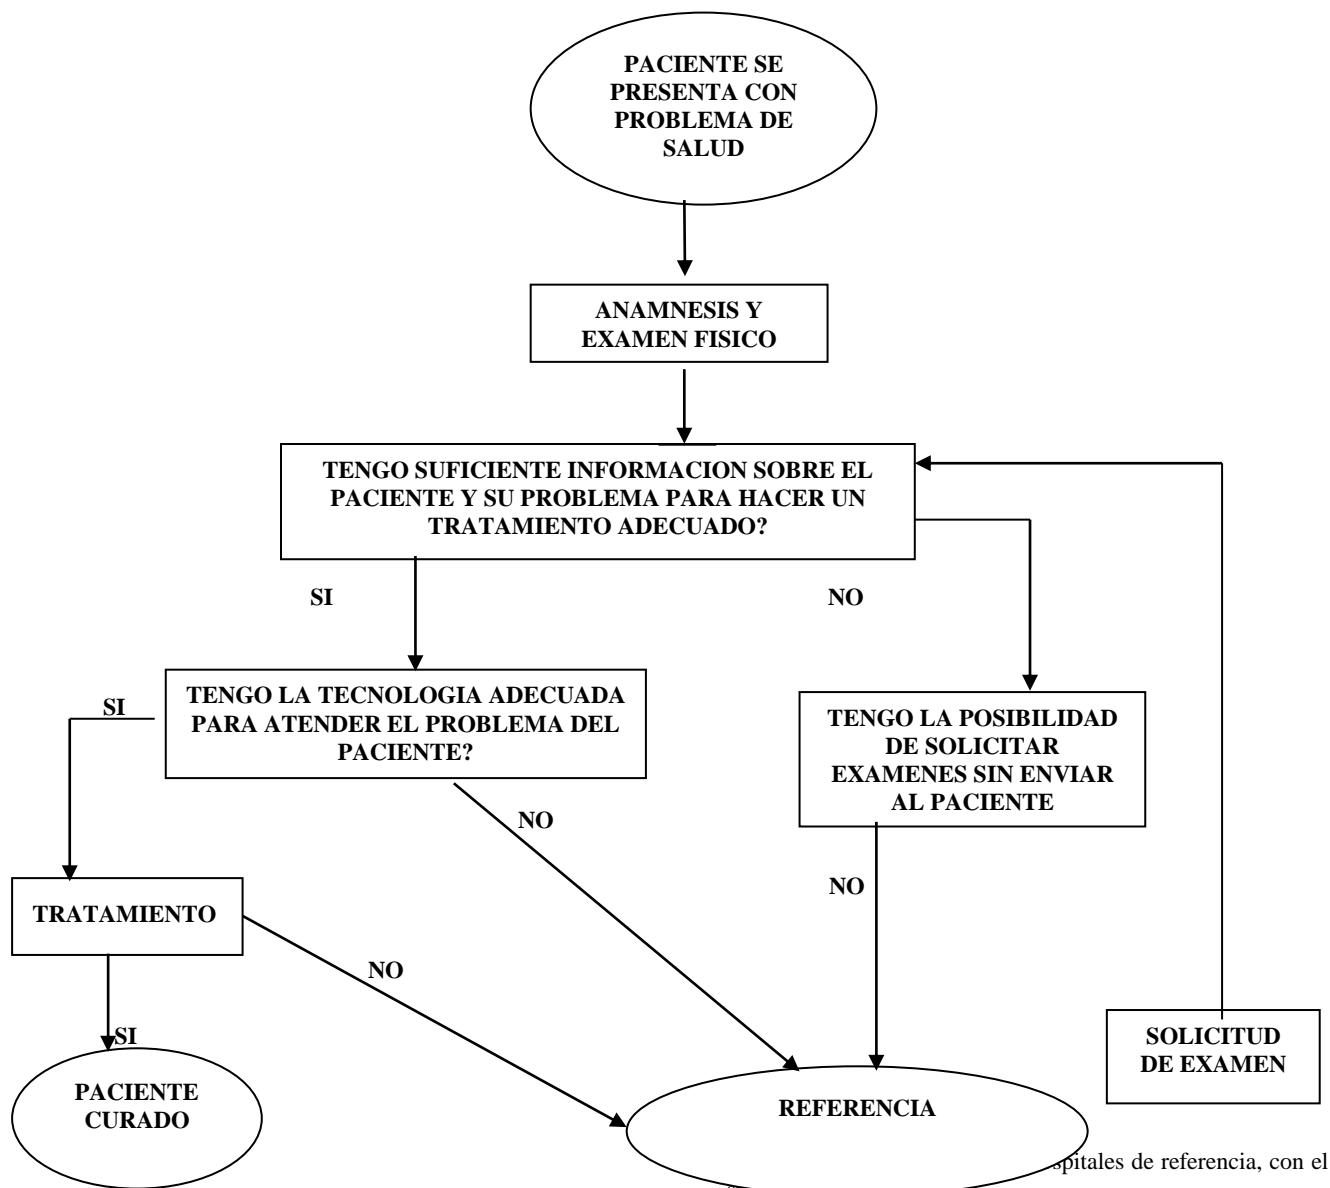 PACIENTE SE
PRESENTA CON
PROBLEMA DE
SALUD
ANAMNESIS Y
EXAMEN FISICO
TENGO SUFICIENTE INFORMACION SOBRE EL
PACIENTE Y SU PROBLEMA PARA HACER UN
TRATAMIENTO ADECUADO?
SI
NO
TENGO LA TECNOLOGIA ADECUADA
PARA ATENDER EL PROBLEMA DEL
PACIENTE?
SI
TENGO LA POSIBILIDAD
DE SOLICITAR
EXAMENES SIN ENVIAR
AL PACIENTE
NO
NO
TRATAMIENTO
NO
SI
SOLICITUD
DE EXAMEN
PACIENTE
CURADO
REFERENCIA
spitales de referencia, con el